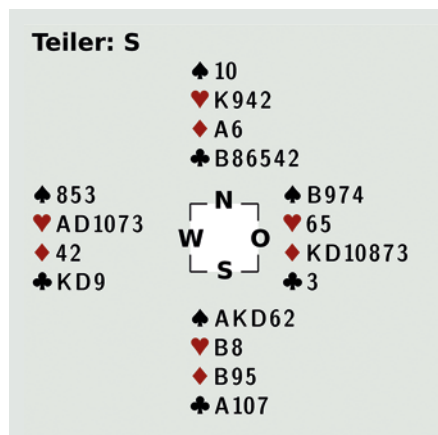 Teiler: S
♠ 10
♥ K942
♦ A6
♣ B86542
♠ 853
♥ AD1073
♦ 42
♣ KD9
N
W O
S
♠ B974
♥ 65
♦ KD10873
♣ 3
♠ AKD62
♥ B8
♦ B95
♣ A107